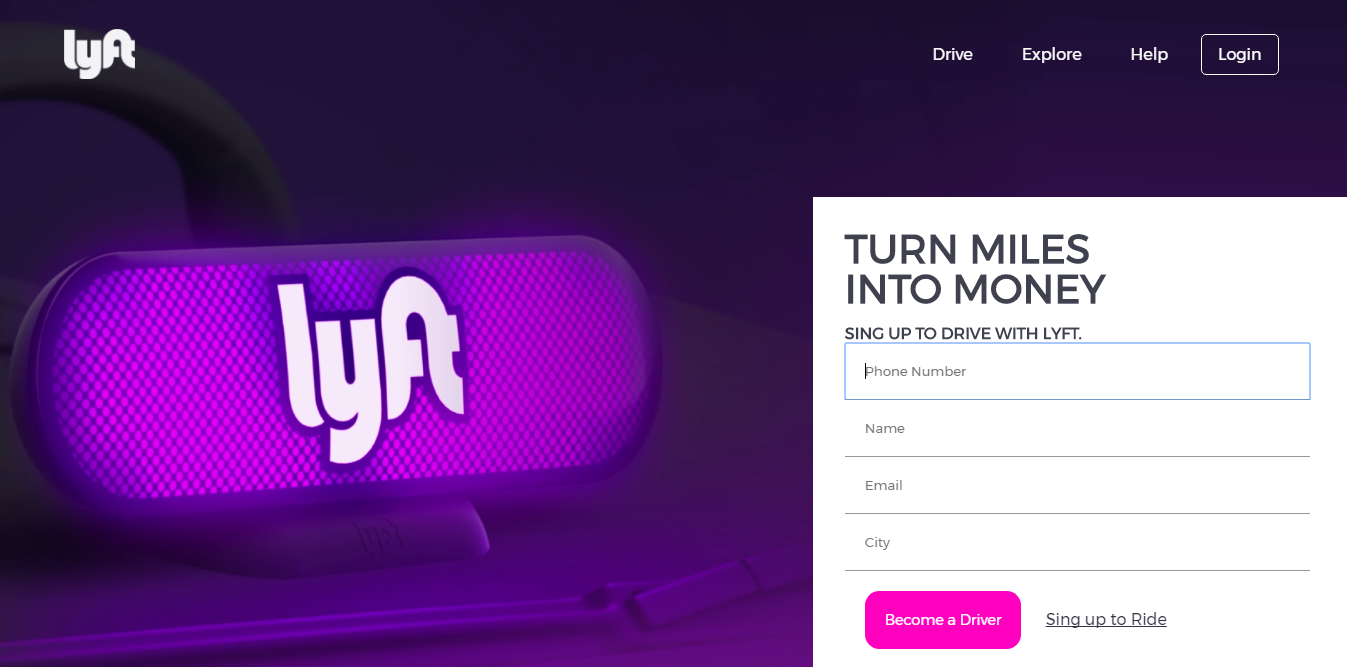 lyft
Drive
Explore
Help
Login
lyft
lyft
TURN MILES
INTO MONEY
SING UP TO DRIVE WITH LYFT.
Phone Number
Name
Email
City
Become a Driver
Sing up to Ride